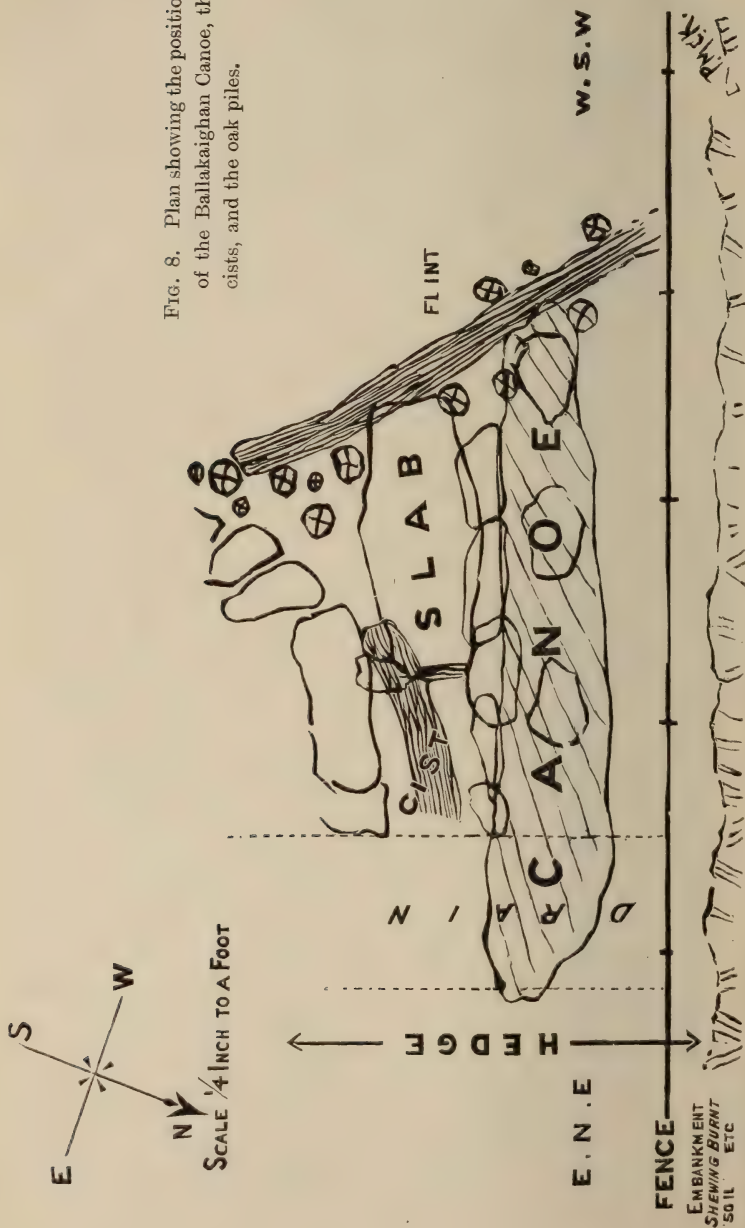 FIG. 8. Plan showing the positio
of the Ballakaighan Canoe, th
cists, and the oak piles.
S
E
W
N
SCALE 1/4 INCH TO A FOOT
FLINT
SLAB
CIST
CANOE
DRAIN
HEDGE
E.N.E
W.S.W
FENCE
EMBANKMENT
SHEWING BURNT
SOIL ETC